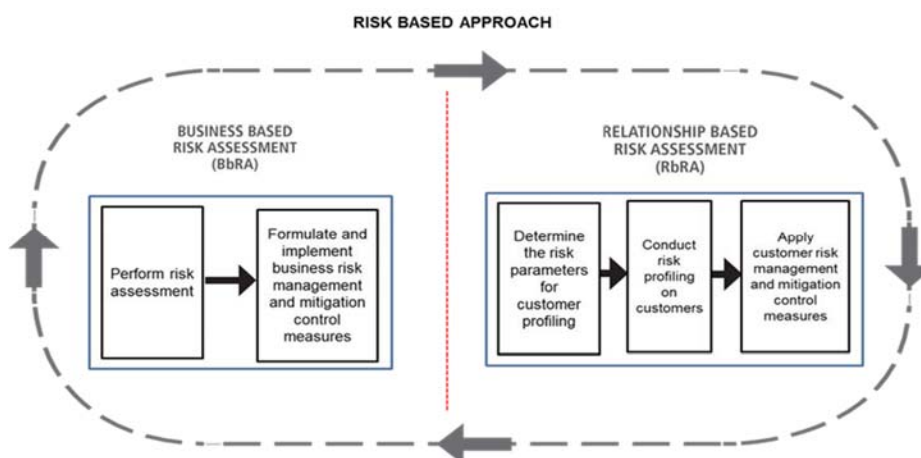 RISK BASED APPROACH
BUSINESS BASED
RISK ASSESSMENT
(BbRA)
Perform risk
assessment
Formulate and
implement
business risk
management
and mitigation
control
measures
RELATIONSHIP BASED
RISK ASSESSMENT
(RbRA)
Determine
the risk
parameters
for
customer
profiling
Conduct
risk
profiling
on
customers
Apply
customer risk
management
and mitigation
control
measures